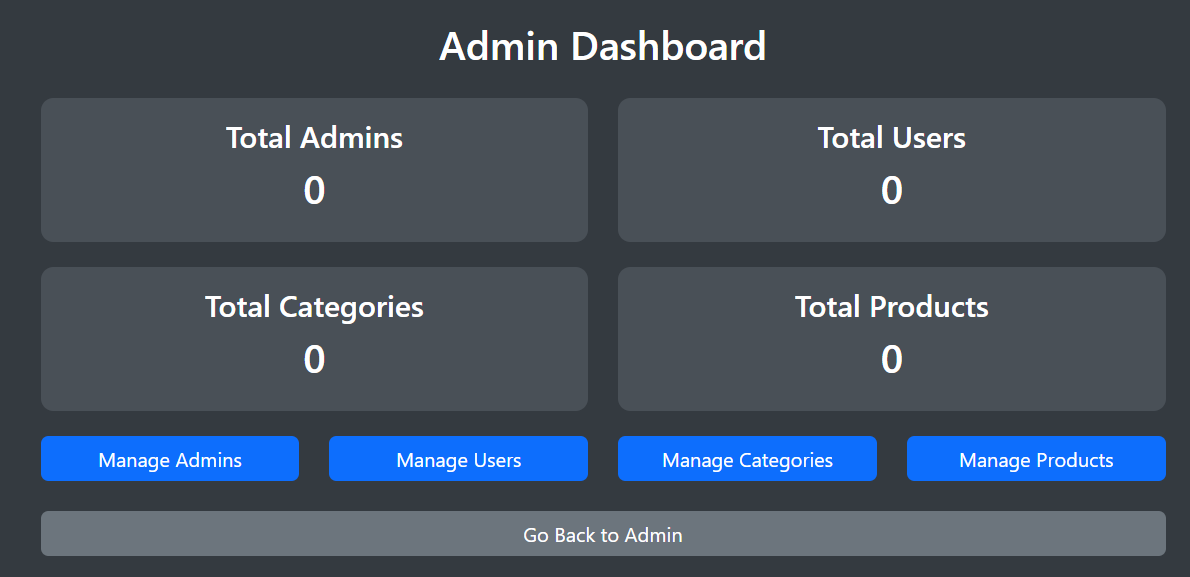 Admin Dashboard
Total Admins
0
Total Users
0
Total Categories
0
Total Products
0
Manage Admins
Manage Users
Manage Categories
Manage Products
Go Back to Admin